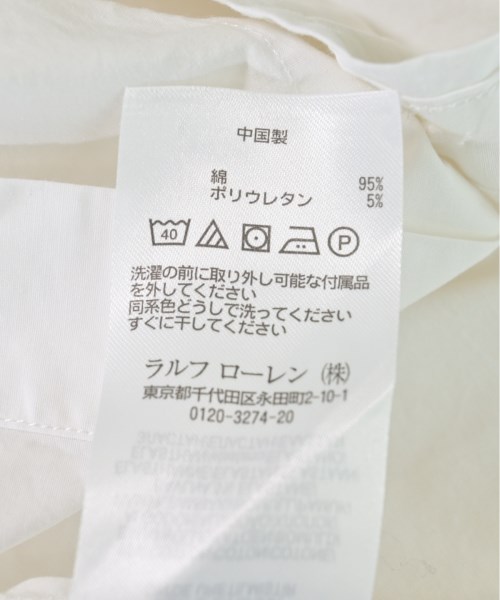 中国製
綿 95%
ポリウレタン 5%
40
P
洗濯の前に取り外し可能な付属品
を外してください
同系色どうしで洗ってください
すぐに干してください
ラルフ ローレン (株)
東京都千代田区永田町2-10-1
0120-3274-20